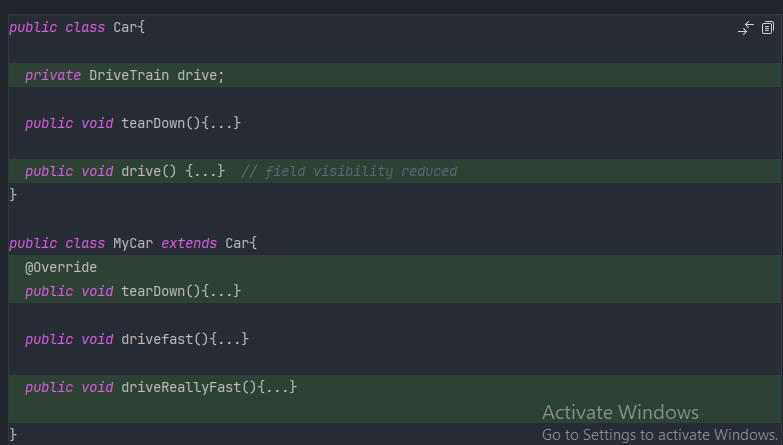 public class Car{
private DriveTrain drive;
public void tearDown(){...}
public void drive() {...}  // field visibility reduced
}
public class MyCar extends Car{
@Override
public void tearDown(){...}
public void drivefast(){...}
public void driveReallyFast(){...}
}
Activate Windows
Go to Settings to activate Windows.